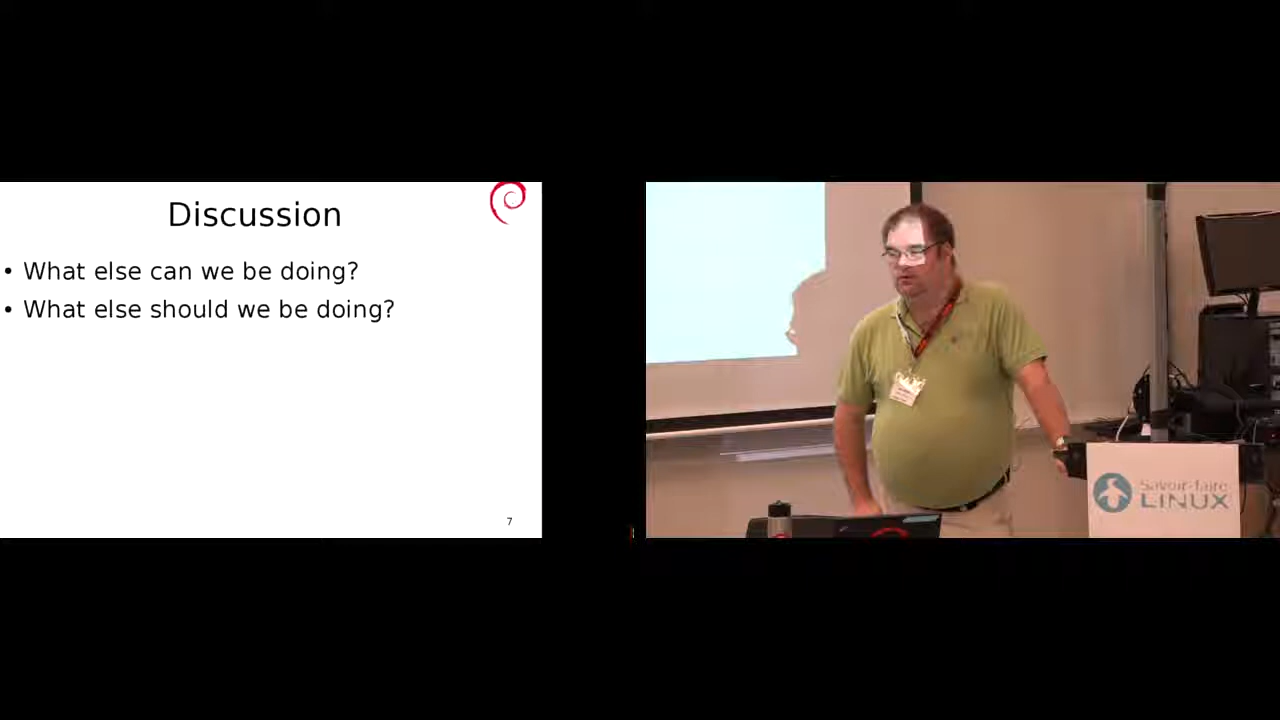 Discussion
• What else can we be doing?
• What else should we be doing?
7
Savoir-faire
LINUX